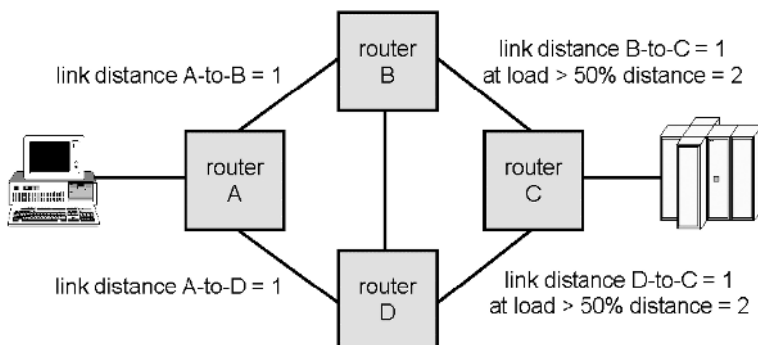 router
B
link distance A-to-B = 1
link distance B-to-C = 1
at load > 50% distance = 2
router
A
router
C
link distance A-to-D = 1
router
D
link distance D-to-C = 1
at load > 50% distance = 2